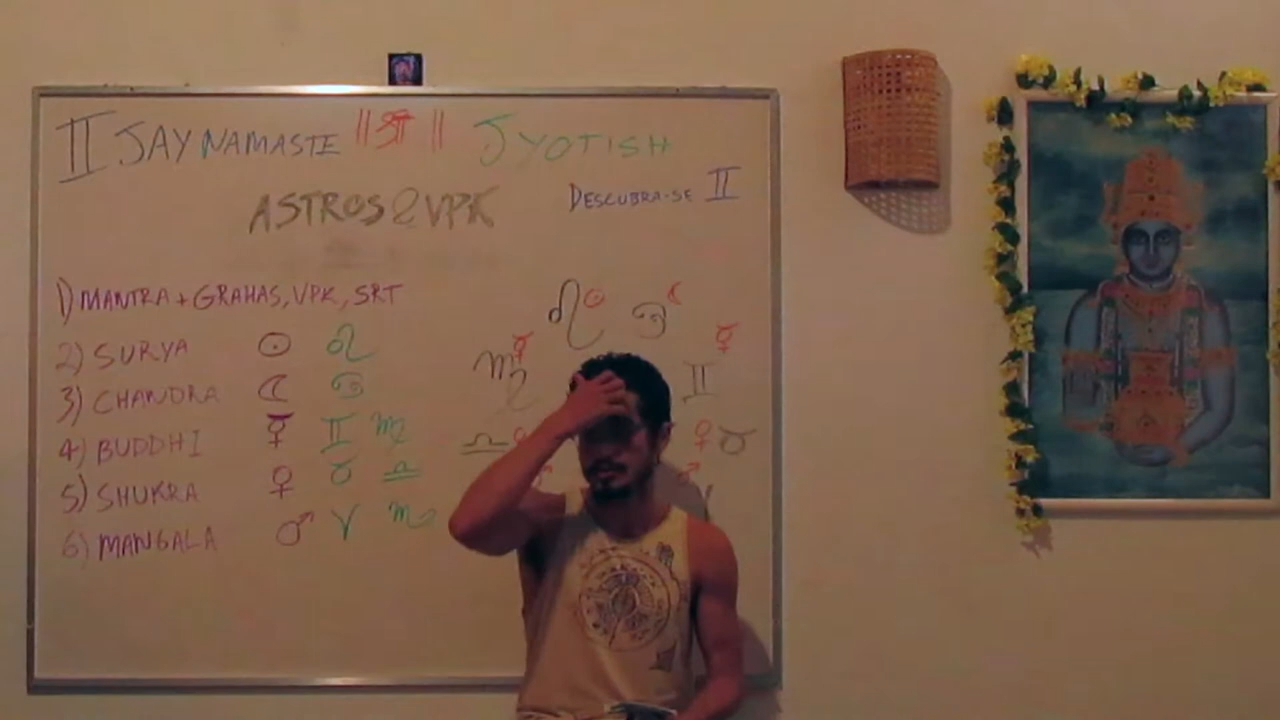 II JAY NAMASTE || श्री || JYOTISH
ASTROS & VPK DESCUBRA-SE II
1) MANTRA + GRAHAS, VPK, SRT
2) SURYA ☉ ♌
3) CHANDRA ☾ ♋
4) BUDDHI ☿ ♊ ♍
5) SHUKRA ♀ ♉ ♎
6) MANGALA ♂ ♈ ♏
♌ ☉ ♋ ☾
♍ ☿ ☿ ♊
♎ ♀ ♀ ♉
♂ ♂